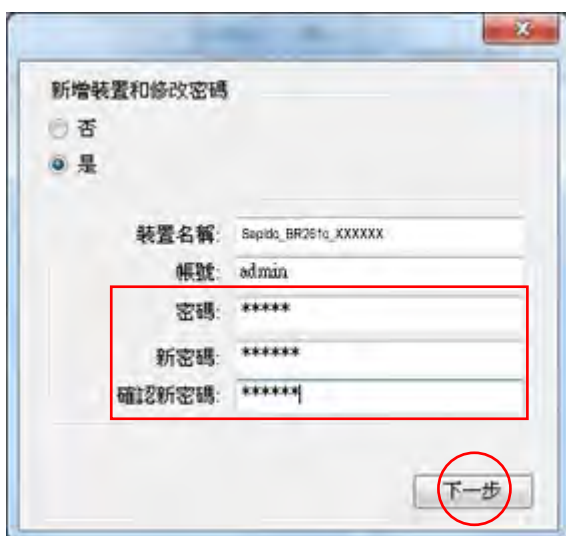 新增裝置和修改密碼
否
是
裝置名稱: Sapido_BR261c_XXXXXX
帳號: admin
密碼: *****
新密碼: ******
確認新密碼: ******
下一步